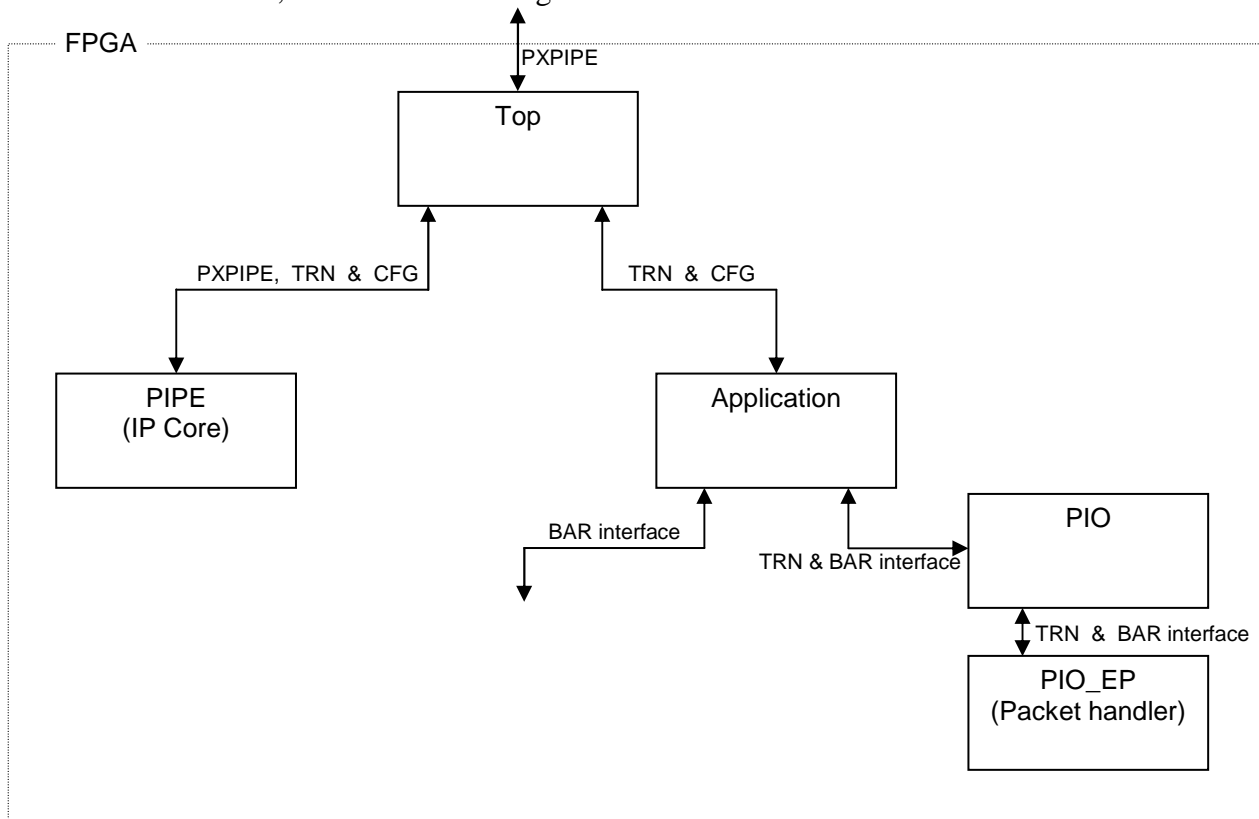 FPGA
PXPIPE
Top
PXPIPE, TRN & CFG
TRN & CFG
PIPE
(IP Core)
Application
BAR interface
TRN & BAR interface
PIO
TRN & BAR interface
PIO_EP
(Packet handler)